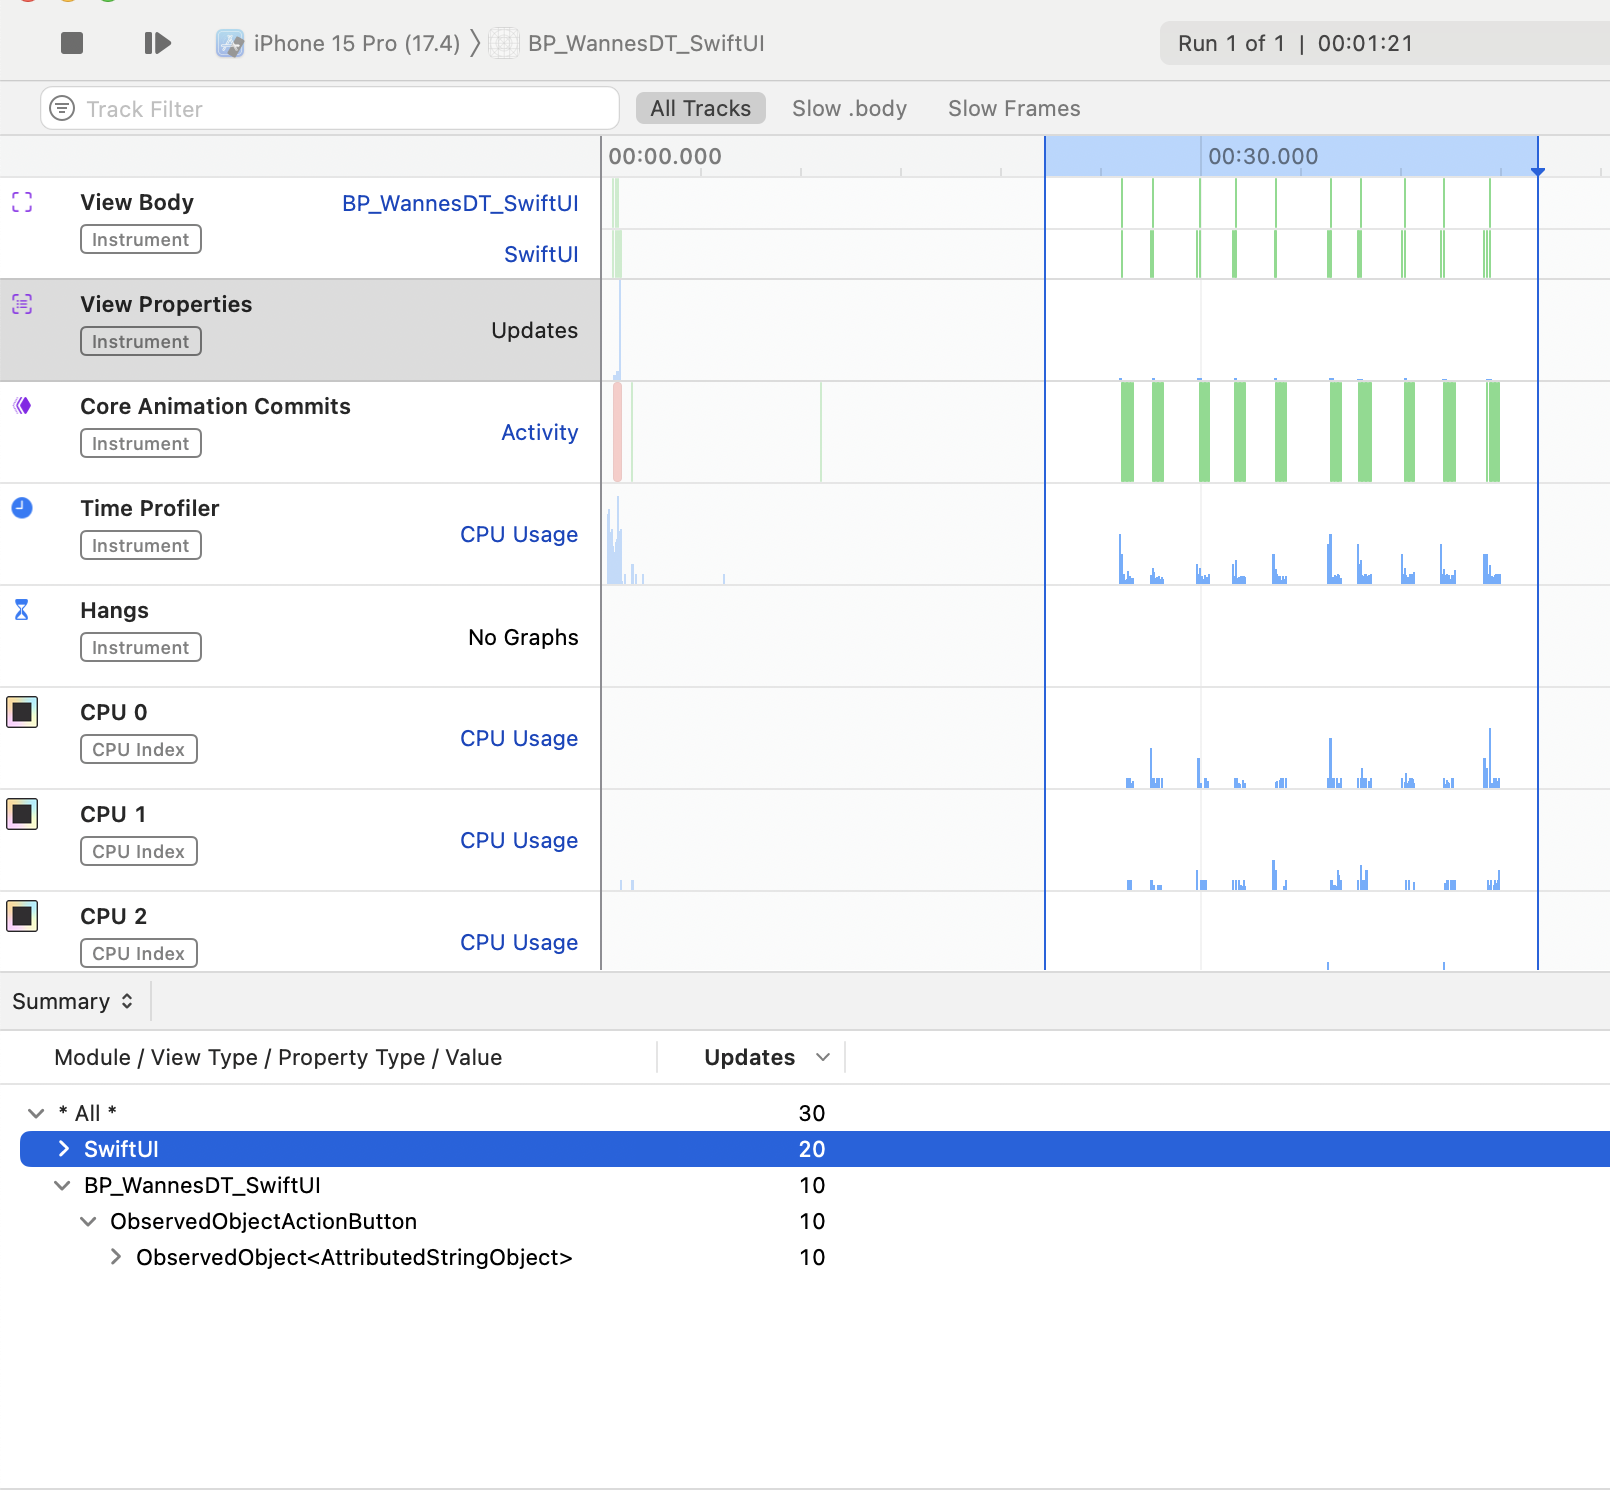 iPhone 15 Pro (17.4) 〉 BP_WannesDT_SwiftUI
Run 1 of 1 | 00:01:21
Track Filter
All Tracks
Slow .body
Slow Frames
00:00.000
00:30.000
View Body
BP_WannesDT_SwiftUI
Instrument
SwiftUI
View Properties
Instrument
Updates
Core Animation Commits
Instrument
Activity
Time Profiler
Instrument
CPU Usage
Hangs
Instrument
No Graphs
CPU 0
CPU Index
CPU Usage
CPU 1
CPU Index
CPU Usage
CPU 2
CPU Index
CPU Usage
Summary
Module / View Type / Property Type / Value
Updates
* All * 30
SwiftUI 20
BP_WannesDT_SwiftUI 10
ObservedObjectActionButton 10
ObservedObject<AttributedStringObject> 10